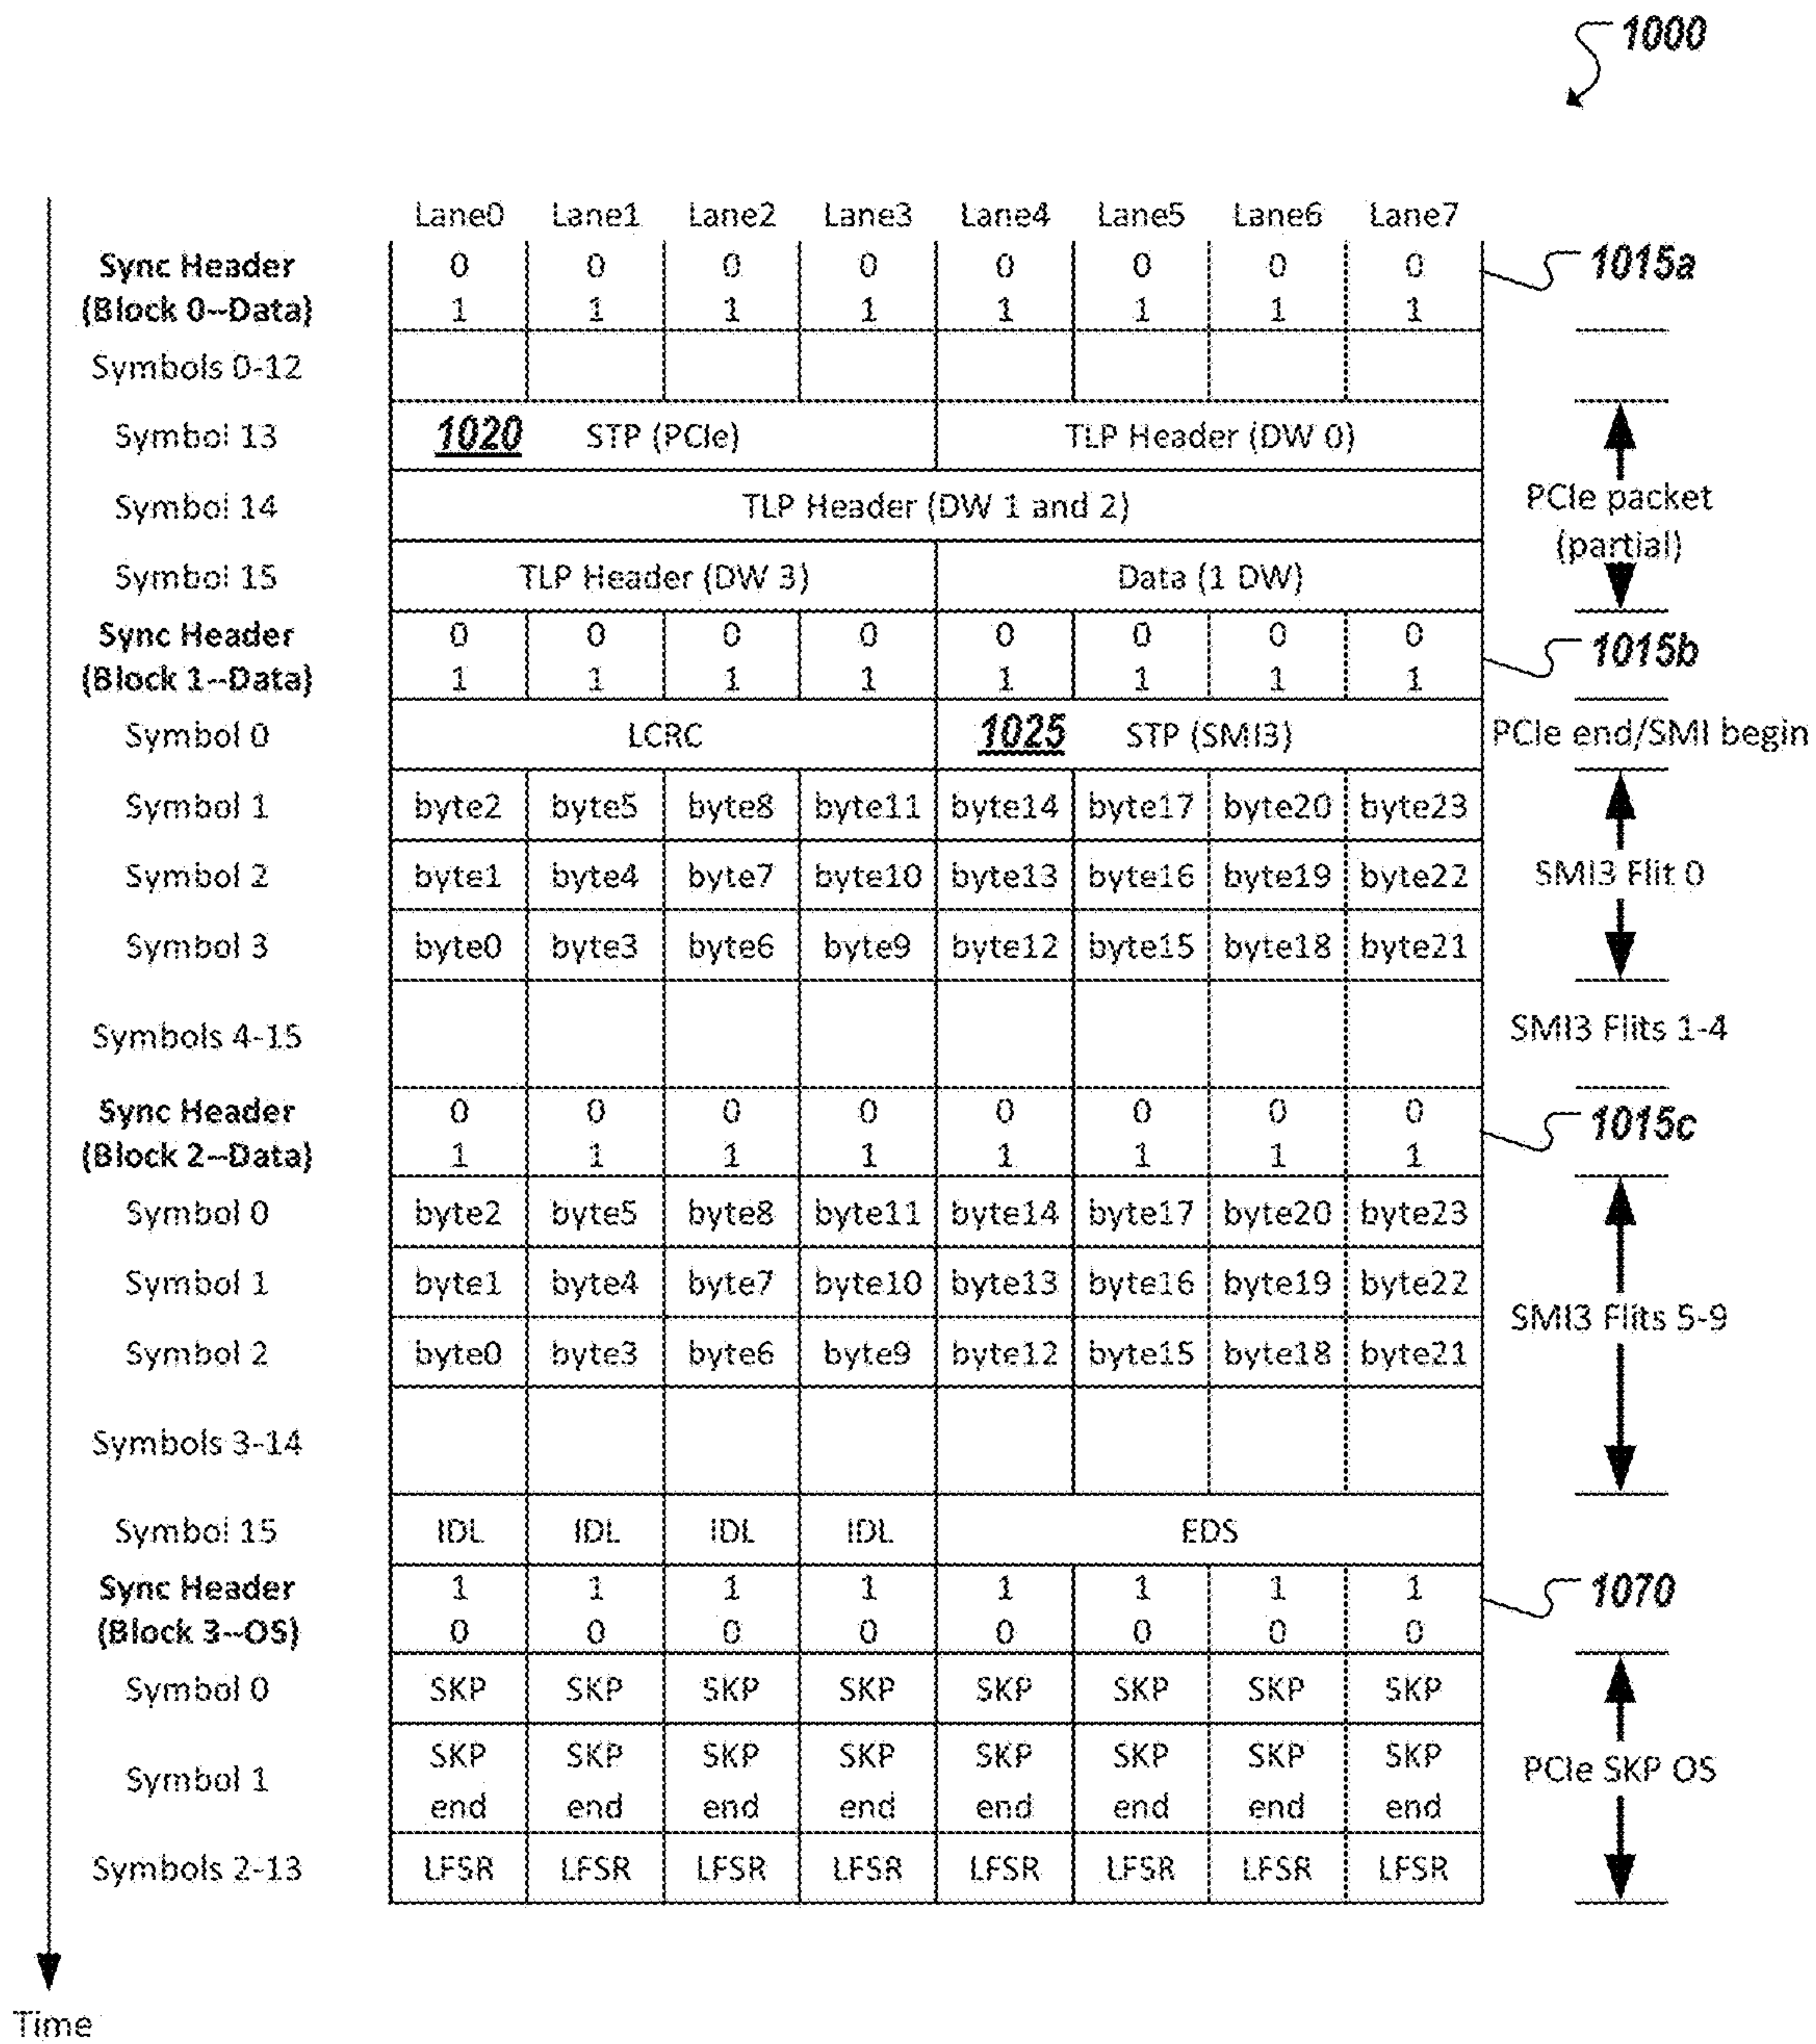 1000
Lane0 Lane1 Lane2 Lane3 Lane4 Lane5 Lane6 Lane7
Sync Header 0 0 0 0 0 0 0 0 1015a
(Block 0--Data) 1 1 1 1 1 1 1 1
Symbols 0-12
Symbol 13 1020 STP (PCIe) TLP Header (DW 0)
Symbol 14 TLP Header (DW 1 and 2) PCIe packet
(partial)
Symbol 15 TLP Header (DW 3) Data (1 DW)
Sync Header 0 0 0 0 0 0 0 0 1015b
(Block 1--Data) 1 1 1 1 1 1 1 1
Symbol 0 LCRC 1025 STP (SMI3) PCIe end/SMI begin
Symbol 1 byte2 byte5 byte8 byte11 byte14 byte17 byte20 byte23
Symbol 2 byte1 byte4 byte7 byte10 byte13 byte16 byte19 byte22 SMI3 Flit 0
Symbol 3 byte0 byte3 byte6 byte9 byte12 byte15 byte18 byte21
Symbols 4-15 SMI3 Flits 1-4
Sync Header 0 0 0 0 0 0 0 0 1015c
(Block 2--Data) 1 1 1 1 1 1 1 1
Symbol 0 byte2 byte5 byte8 byte11 byte14 byte17 byte20 byte23
Symbol 1 byte1 byte4 byte7 byte10 byte13 byte16 byte19 byte22 SMI3 Flits 5-9
Symbol 2 byte0 byte3 byte6 byte9 byte12 byte15 byte18 byte21
Symbols 3-14
Symbol 15 IDL IDL IDL IDL EDS
Sync Header 1 1 1 1 1 1 1 1 1070
(Block 3--OS) 0 0 0 0 0 0 0 0
Symbol 0 SKP SKP SKP SKP SKP SKP SKP SKP
Symbol 1 SKP SKP SKP SKP SKP SKP SKP SKP PCIe SKP OS
end end end end end end end end
Symbols 2-13 LFSR LFSR LFSR LFSR LFSR LFSR LFSR LFSR
Time